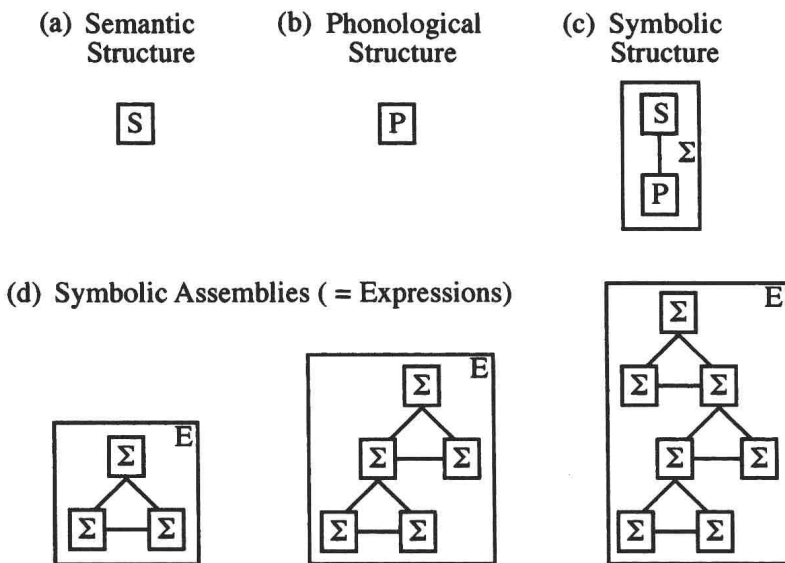 (a) Semantic Structure
(b) Phonological Structure
(c) Symbolic Structure
S
P
S
Σ
P
(d) Symbolic Assemblies ( = Expressions)
E
Σ
Σ Σ
E
Σ
Σ Σ
Σ Σ
E
Σ
Σ Σ
Σ Σ
Σ Σ